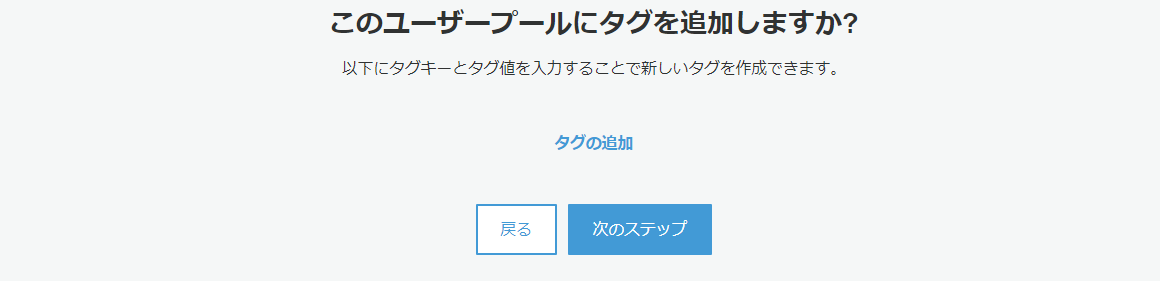 このユーザープールにタグを追加しますか?
以下にタグキーとタグ値を入力することで新しいタグを作成できます。
タグの追加
戻る
次のステップ